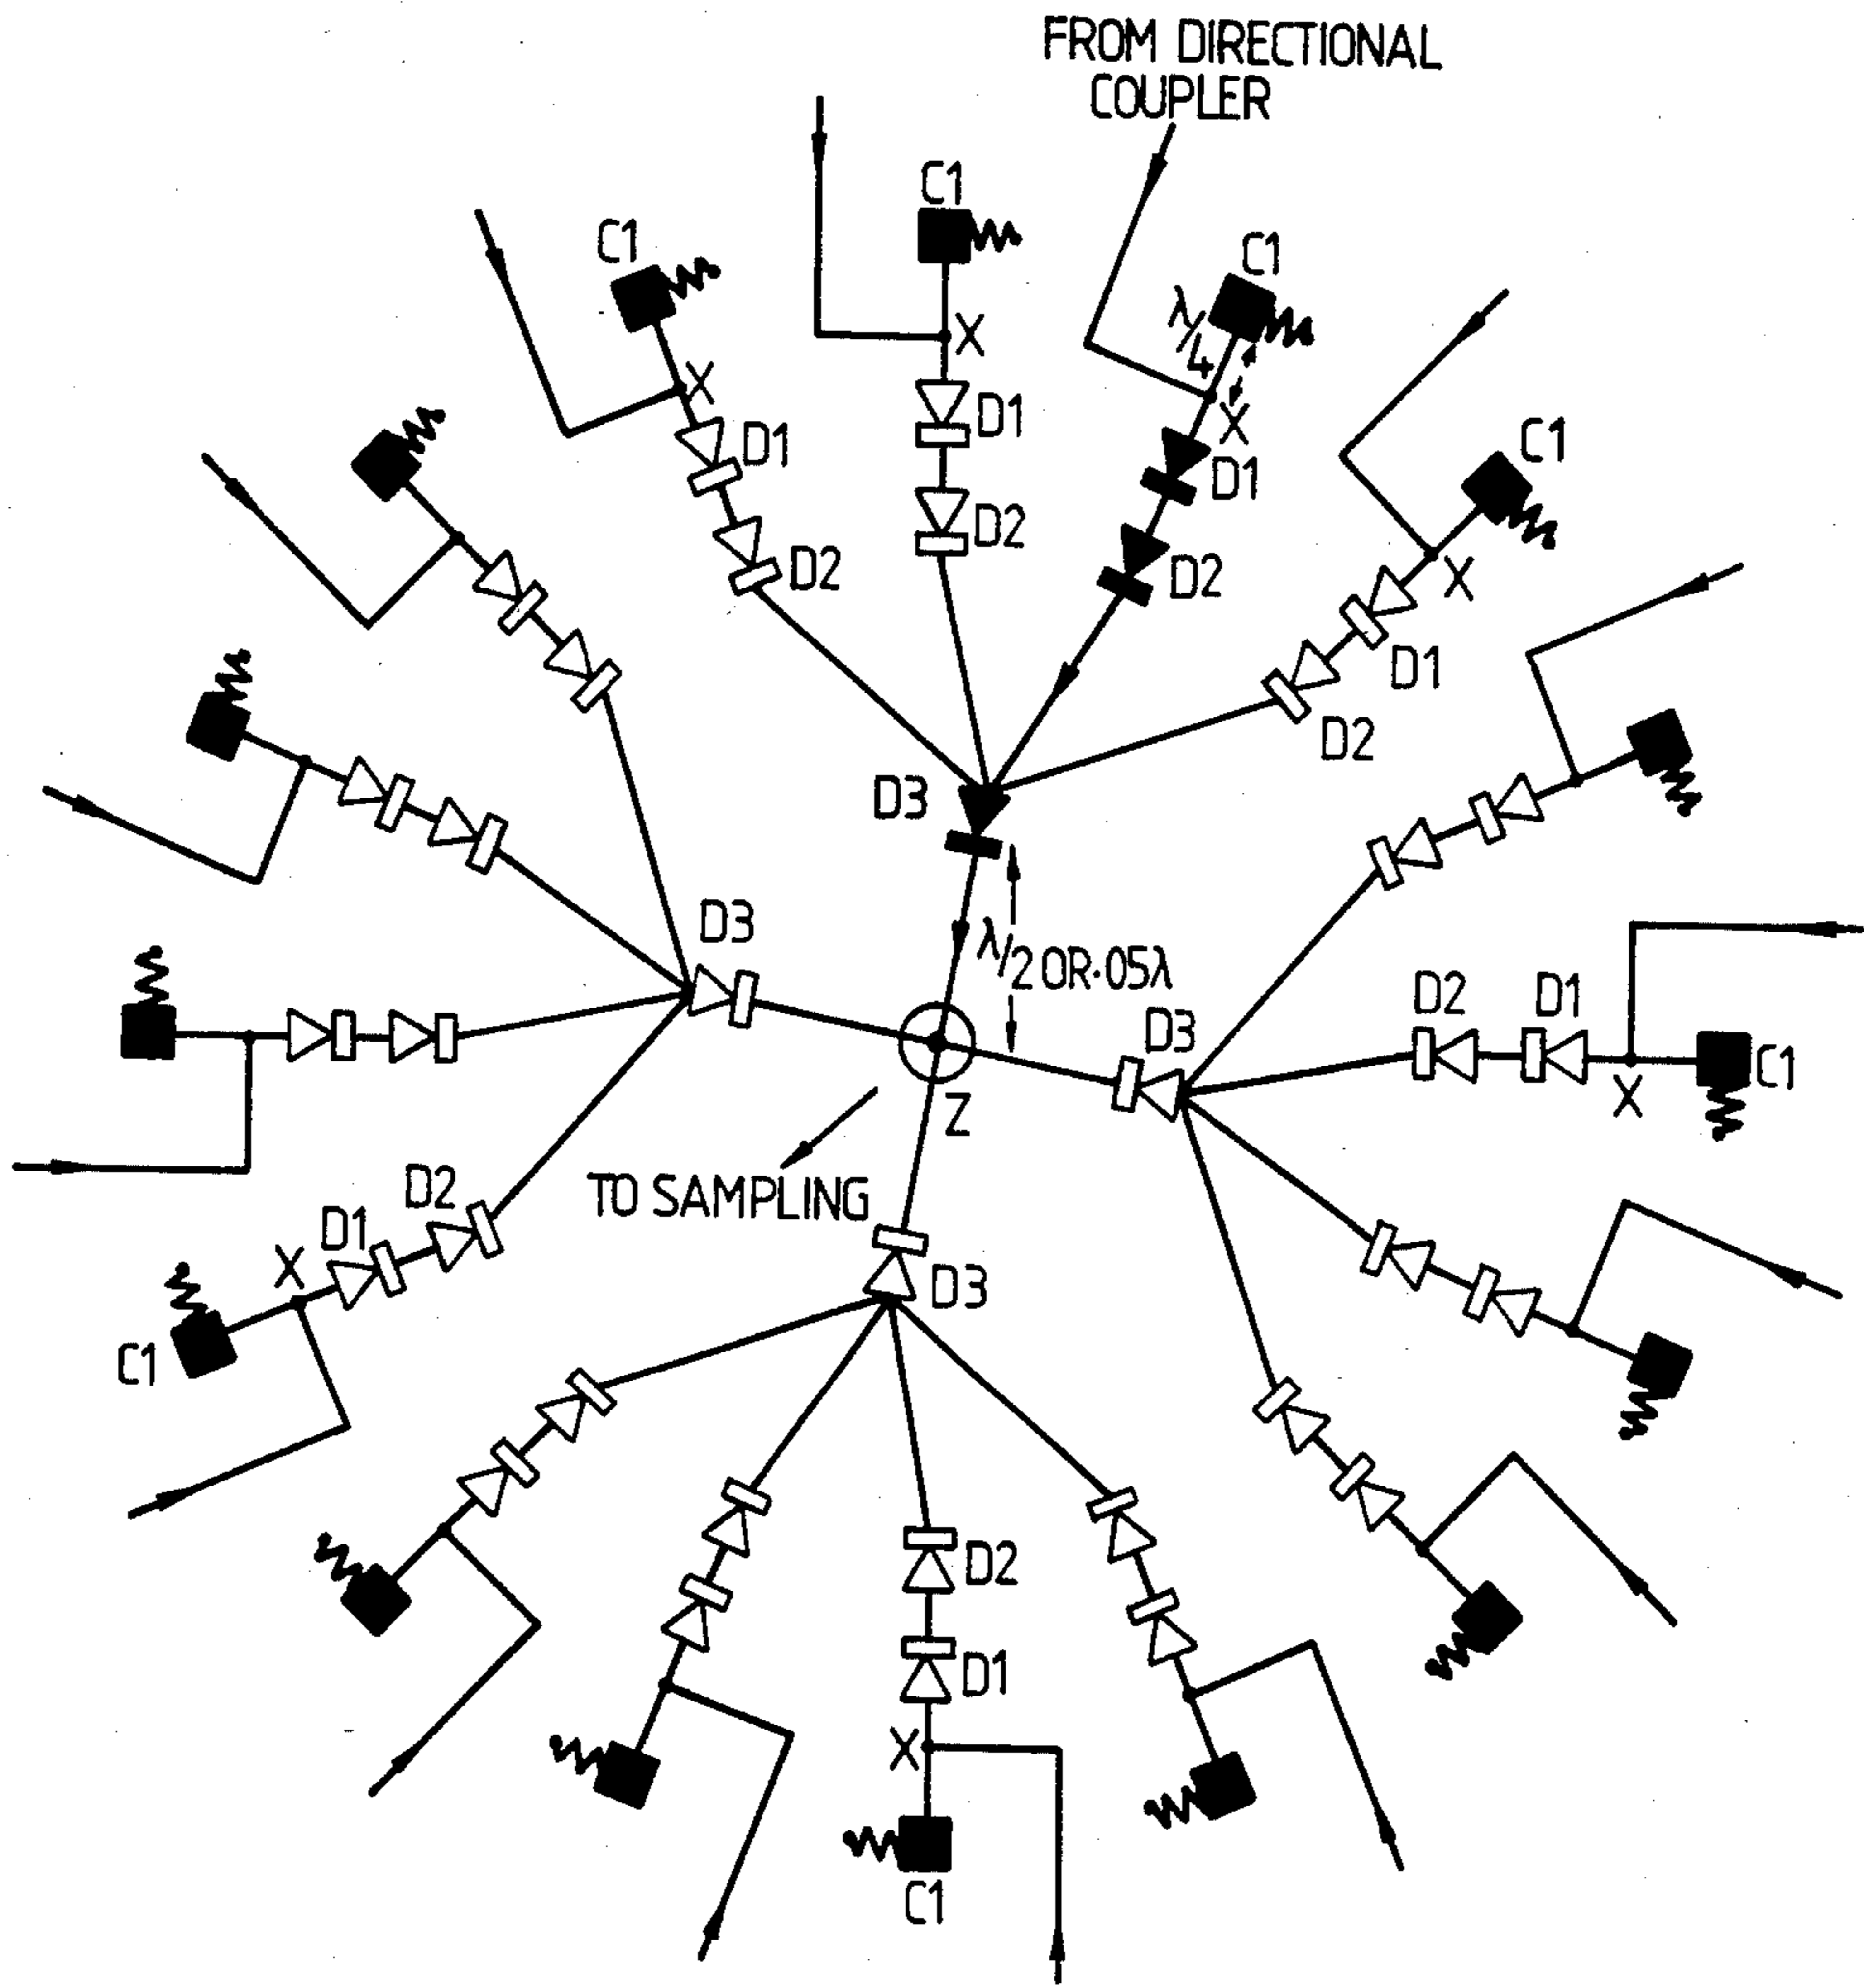 FROM DIRECTIONAL
COUPLER
C1
C1
C1
λ/4
X
X
X
D1
D1
D1
C1
D2
D2
D2
X
D1
D2
D3
D3
λ/2 OR·05λ
D3
D2
D1
C1
X
Z
TO SAMPLING
D2
D1
X
C1
D3
D2
D1
X
C1